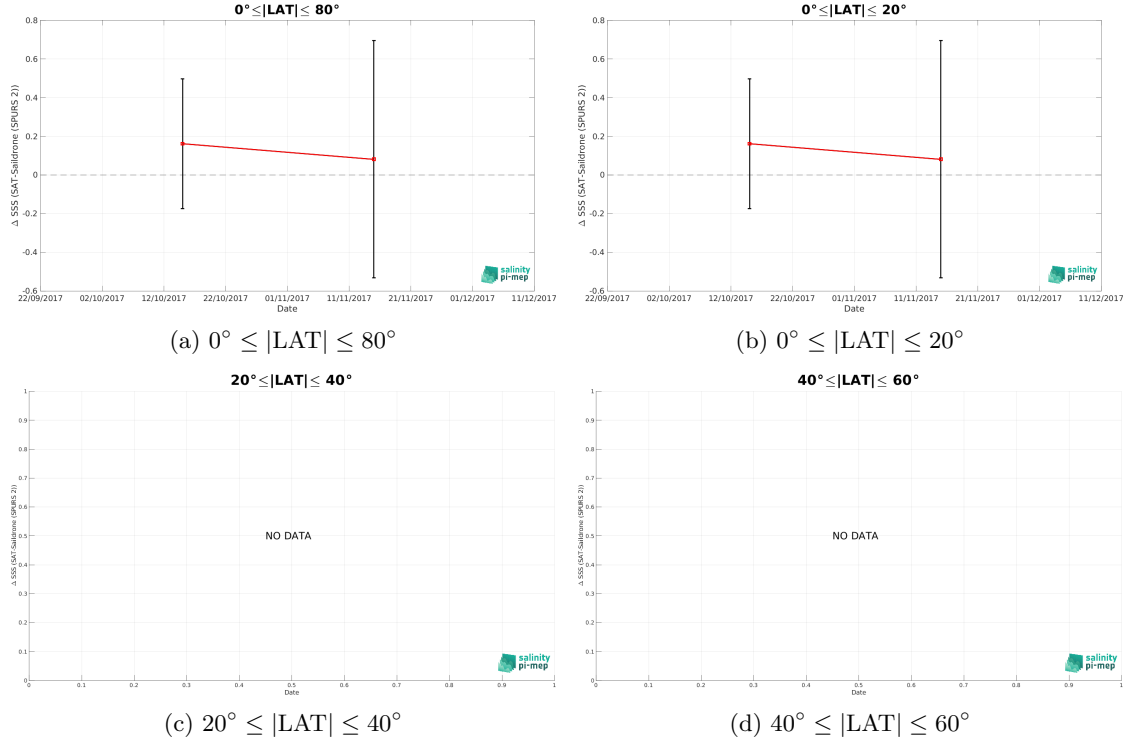 0°≤|LAT|≤ 80°
0.8
0.6
0.4
0.2
0
-0.2
-0.4
-0.6
Δ SSS (SAT-Saildrone (SPURS 2))
22/09/2017 02/10/2017 12/10/2017 22/10/2017 01/11/2017 11/11/2017 21/11/2017 01/12/2017 11/12/2017
Date
salinity
pi-mep
(a) 0° ≤ |LAT| ≤ 80°
0°≤|LAT|≤ 20°
0.8
0.6
0.4
0.2
0
-0.2
-0.4
-0.6
Δ SSS (SAT-Saildrone (SPURS 2))
22/09/2017 02/10/2017 12/10/2017 22/10/2017 01/11/2017 11/11/2017 21/11/2017 01/12/2017 11/12/2017
Date
salinity
pi-mep
(b) 0° ≤ |LAT| ≤ 20°
20°≤|LAT|≤ 40°
1
0.9
0.8
0.7
0.6
0.5
0.4
0.3
0.2
0.1
0
Δ SSS (SAT-Saildrone (SPURS 2))
NO DATA
0 0.1 0.2 0.3 0.4 0.5 0.6 0.7 0.8 0.9 1
Date
salinity
pi-mep
(c) 20° ≤ |LAT| ≤ 40°
40°≤|LAT|≤ 60°
1
0.9
0.8
0.7
0.6
0.5
0.4
0.3
0.2
0.1
0
Δ SSS (SAT-Saildrone (SPURS 2))
NO DATA
0 0.1 0.2 0.3 0.4 0.5 0.6 0.7 0.8 0.9 1
Date
salinity
pi-mep
(d) 40° ≤ |LAT| ≤ 60°